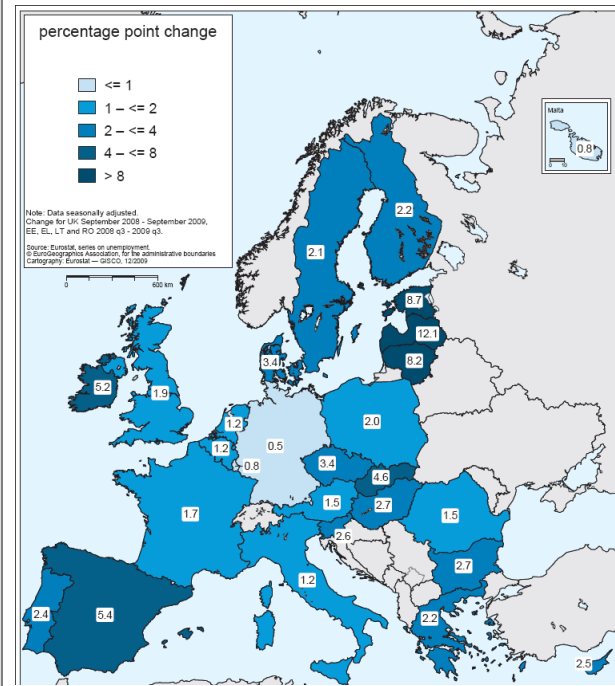 percentage point change
<= 1
1 – <= 2
2 – <= 4
4 – <= 8
> 8
Note: Data seasonally adjusted.
Change for UK September 2008 - September 2009,
EE, EL, LT and RO 2008 q3 - 2009 q3.
Source: Eurostat, series on unemployment.
© EuroGeographics Association, for the administrative boundaries
Cartography: Eurostat — GISCO, 12/2009
0 600 km
Malta
0.8
0 10
2.2
2.1
8.7
12.1
8.2
3.4
5.2
1.9
1.2
2.0
1.2
0.5
0.8
3.4
4.6
1.7
1.5
2.7
1.5
2.6
2.7
1.2
2.4
5.4
2.2
2.5